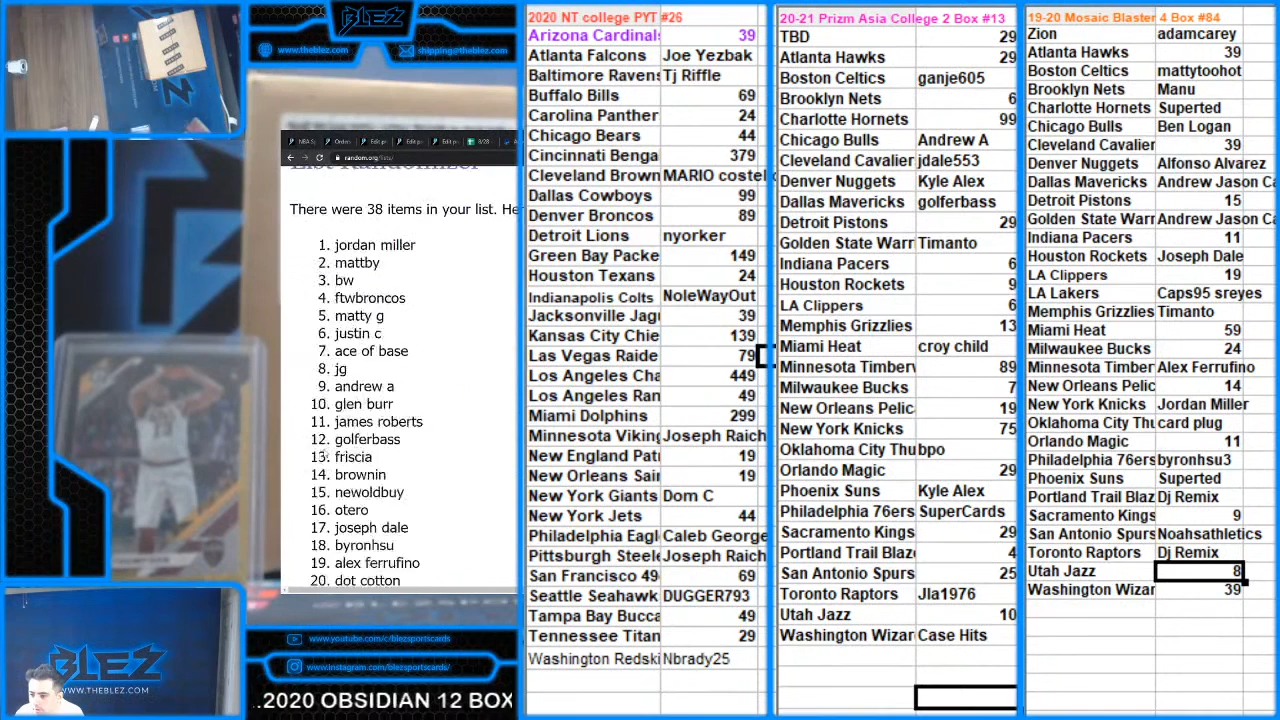 BLEZ
www.theblez.com
shipping@theblez.com
random.org/lists/
List Randomizer
There were 38 items in your list. He
1. jordan miller
2. mattby
3. bw
4. ftwbroncos
5. matty g
6. justin c
7. ace of base
8. jg
9. andrew a
10. glen burr
11. james roberts
12. golferbass
13. friscia
14. brownin
15. newoldbuy
16. otero
17. joseph dale
18. byronhsu
19. alex ferrufino
20. dot cotton
www.youtube.com/c/blezsportscards
www.instagram.com/blezsportscards/
BLEZ
WWW.THEBLEZ.COM
..2020 OBSIDIAN 12 BOX
2020 NT college PYT #26
Arizona Cardinals 39
Atlanta Falcons Joe Yezbak
Baltimore Ravens Tj Riffle
Buffalo Bills 69
Carolina Panther 24
Chicago Bears 44
Cincinnati Benga 379
Cleveland Brown MARIO costel
Dallas Cowboys 99
Denver Broncos 89
Detroit Lions nyorker
Green Bay Packe 149
Houston Texans 24
Indianapolis Colts NoleWayOut
Jacksonville Jagu 39
Kansas City Chie 139
Las Vegas Raide 79
Los Angeles Cha 449
Los Angeles Ran 49
Miami Dolphins 299
Minnesota Viking Joseph Raich
New England Patr 19
New Orleans Sain 19
New York Giants Dom C
New York Jets 44
Philadelphia Eagl Caleb George
Pittsburgh Steele Joseph Raich
San Francisco 49 69
Seattle Seahawk DUGGER793
Tampa Bay Bucca 49
Tennessee Titan 29
Washington Redski Nbrady25
20-21 Prizm Asia College 2 Box #13
TBD 29
Atlanta Hawks 29
Boston Celtics ganje605
Brooklyn Nets 6
Charlotte Hornets 99
Chicago Bulls Andrew A
Cleveland Cavalier jdale553
Denver Nuggets Kyle Alex
Dallas Mavericks golferbass
Detroit Pistons 29
Golden State Warr Timanto
Indiana Pacers 6
Houston Rockets 9
LA Clippers 6
Memphis Grizzlies 13
Miami Heat croy child
Minnesota Timberv 89
Milwaukee Bucks 7
New Orleans Pelic 19
New York Knicks 75
Oklahoma City Thu bpo
Orlando Magic 29
Phoenix Suns Kyle Alex
Philadelphia 76ers SuperCards
Sacramento Kings 29
Portland Trail Blaz 4
San Antonio Spurs 25
Toronto Raptors Jla1976
Utah Jazz 10
Washington Wizar Case Hits
19-20 Mosaic Blaster 4 Box #84
Zion adamcarey
Atlanta Hawks 39
Boston Celtics mattytoohot
Brooklyn Nets Manu
Charlotte Hornets Superted
Chicago Bulls Ben Logan
Cleveland Cavalier 39
Denver Nuggets Alfonso Alvarez
Dallas Mavericks Andrew Jason Ca
Detroit Pistons 15
Golden State Warr Andrew Jason Ca
Indiana Pacers 11
Houston Rockets Joseph Dale
LA Clippers 19
LA Lakers Caps95 sreyes
Memphis Grizzlies Timanto
Miami Heat 59
Milwaukee Bucks 24
Minnesota Timber Alex Ferrufino
New Orleans Pelic 14
New York Knicks Jordan Miller
Oklahoma City Thu card plug
Orlando Magic 11
Philadelphia 76ers byronhsu3
Phoenix Suns Superted
Portland Trail Blaz Dj Remix
Sacramento Kings 9
San Antonio Spurs Noahsathletics
Toronto Raptors Dj Remix
Utah Jazz 8
Washington Wizar 39